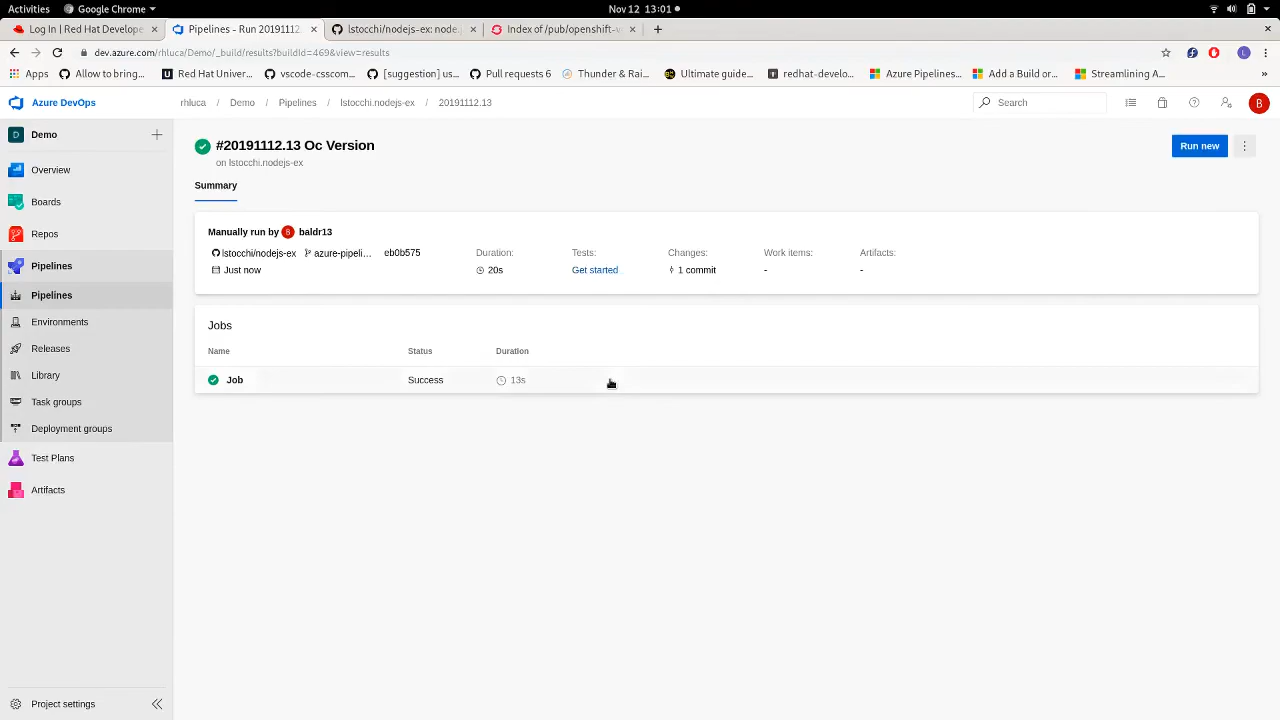 Activities
Google Chrome
Nov 12 13:01
Log In | Red Hat Develope
Pipelines - Run 20191112
lstocchi/nodejs-ex: node.
Index of /pub/openshift-v
dev.azure.com/rhluca/Demo/_build/results?buildId=469&view=results
L
Apps
Allow to bring...
Red Hat Univer...
vscode-csscom...
[suggestion] us...
Pull requests 6
Thunder & Rai...
Ultimate guide...
redhat-develo...
Azure Pipelines...
Add a Build or...
Streamlining A...
»
Azure DevOps
rhluca / Demo / Pipelines / lstocchi.nodejs-ex / 20191112.13
Search
B
D Demo
Overview
Boards
Repos
Pipelines
Pipelines
Environments
Releases
Library
Task groups
Deployment groups
Test Plans
Artifacts
Project settings
#20191112.13 Oc Version
on lstocchi.nodejs-ex
Run new
Summary
Manually run by B baldr13
lstocchi/nodejs-ex azure-pipeli... eb0b575 Duration: Tests: Changes: Work items: Artifacts:
Just now 20s Get started 1 commit - -
Jobs
Name Status Duration
Job Success 13s